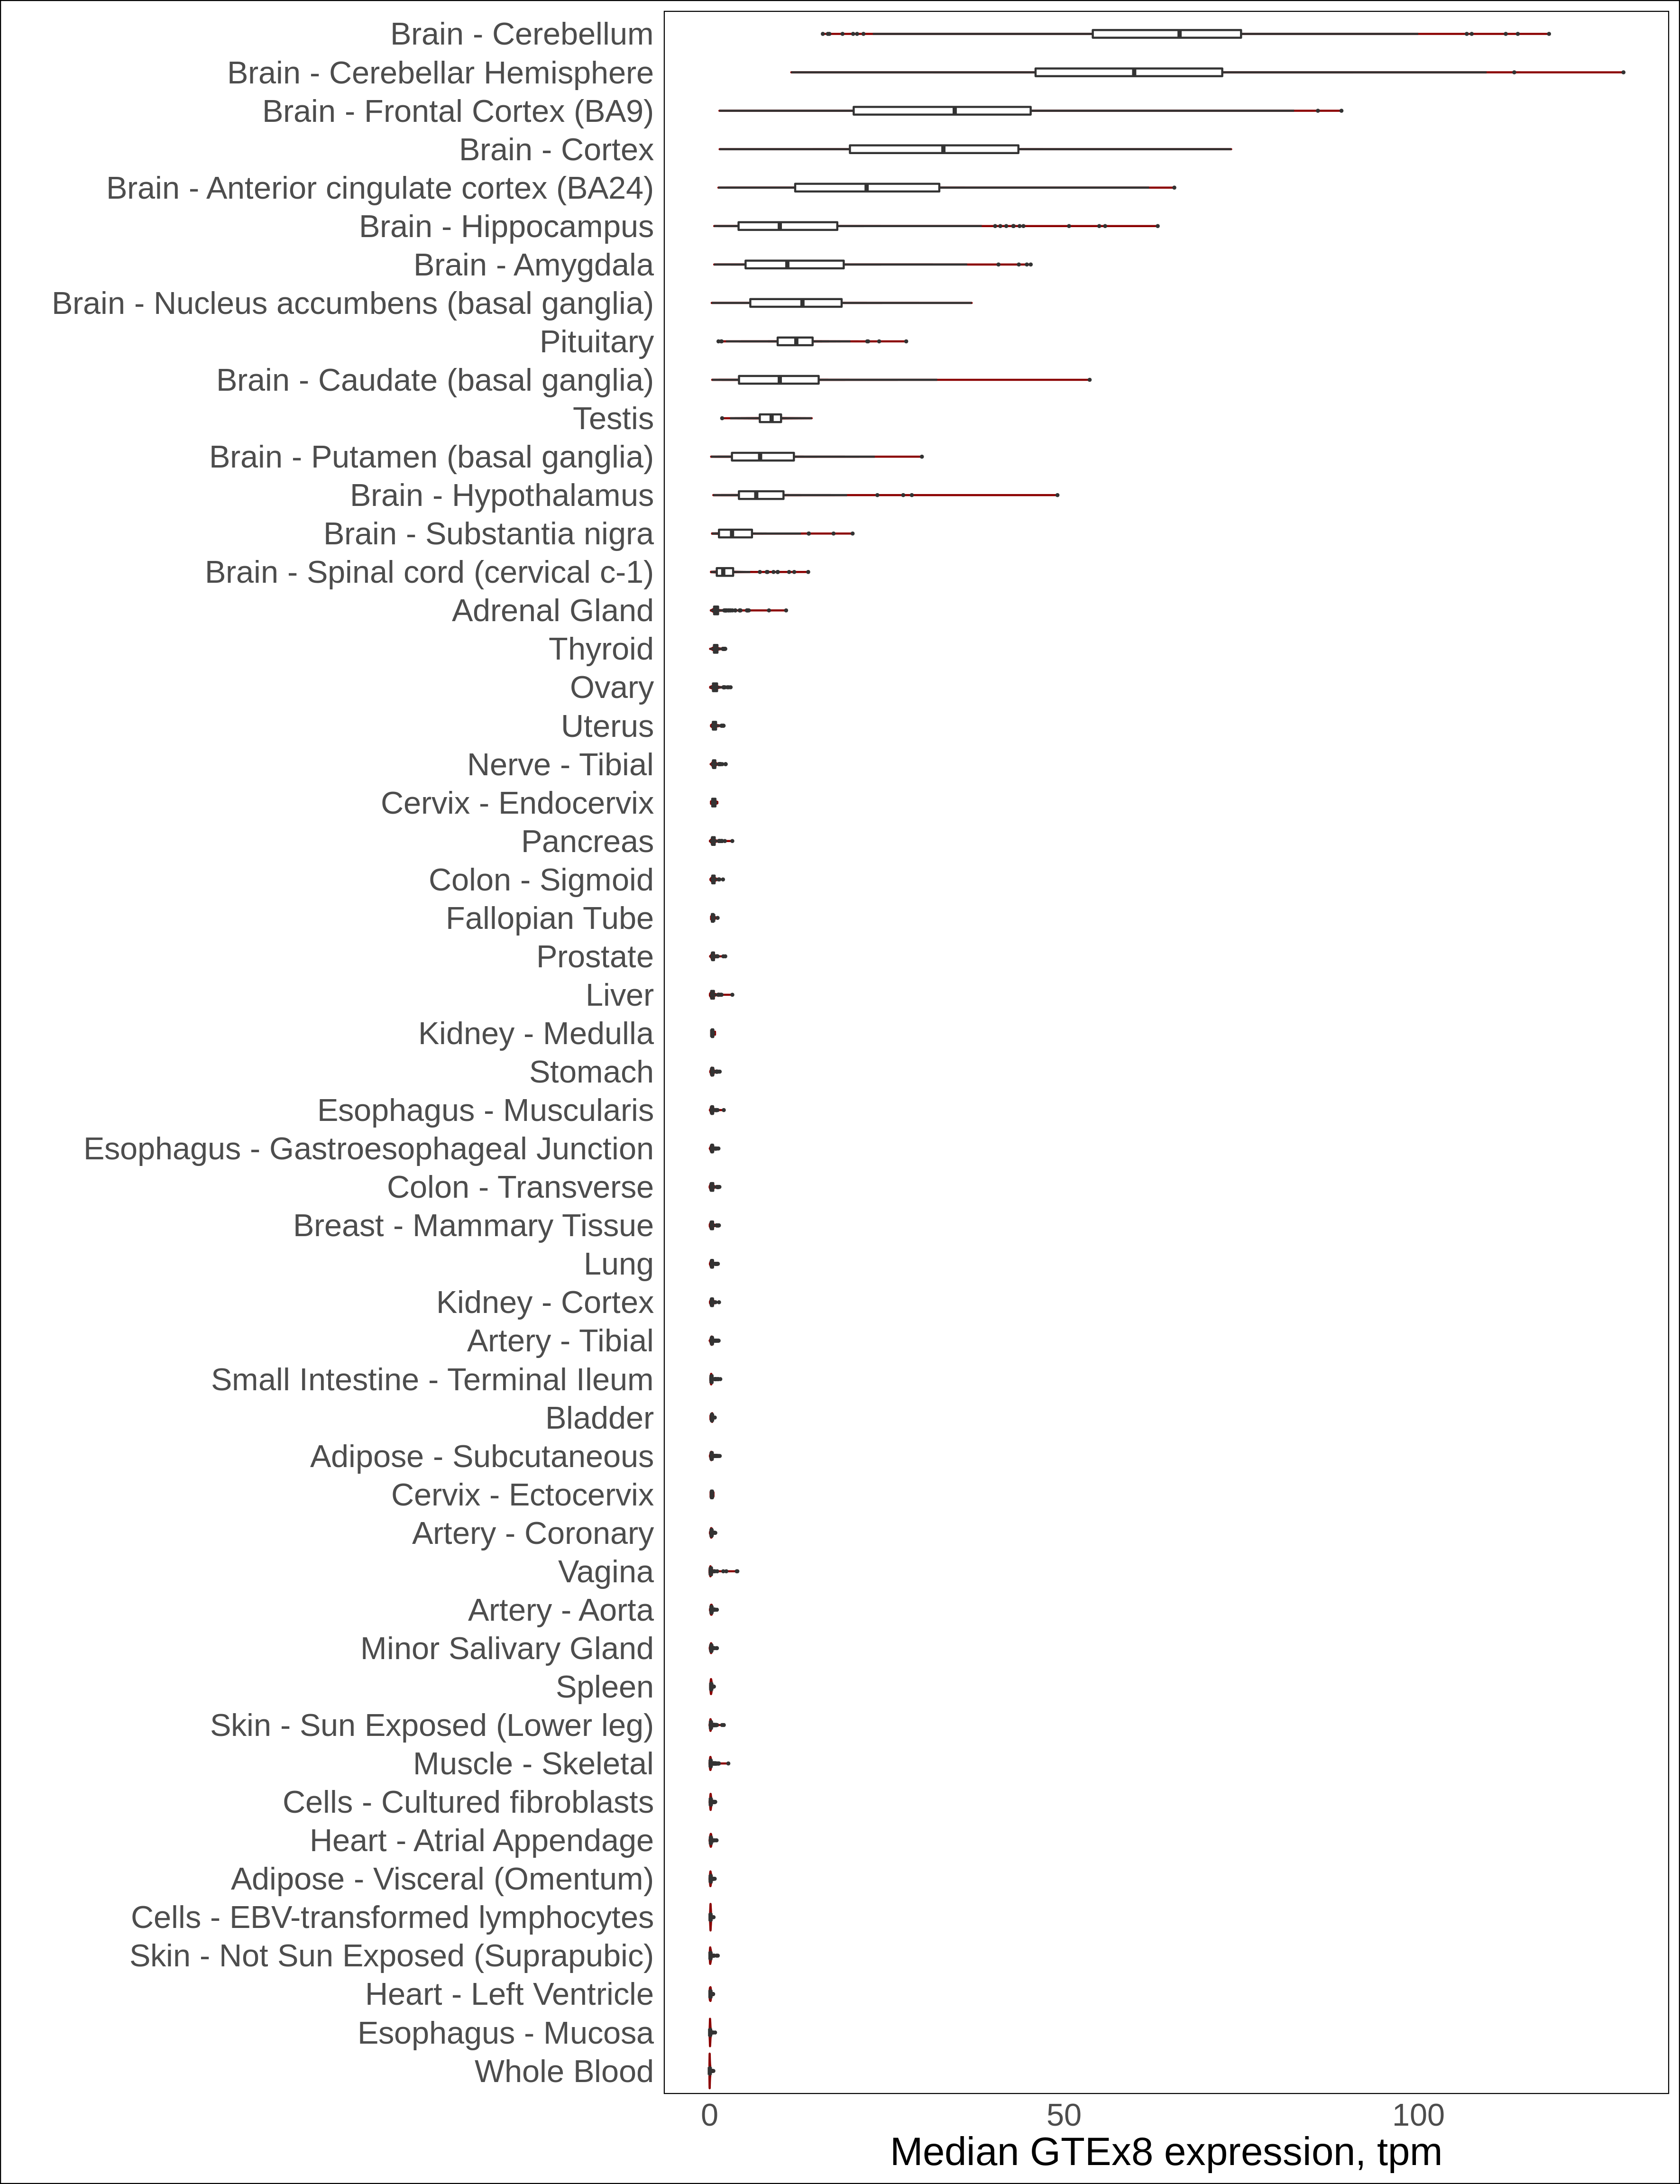 Brain - Cerebellum
Brain - Cerebellar Hemisphere
Brain - Frontal Cortex (BA9)
Brain - Cortex
Brain - Anterior cingulate cortex (BA24)
Brain - Hippocampus
Brain - Amygdala
Brain - Nucleus accumbens (basal ganglia)
Pituitary
Brain - Caudate (basal ganglia)
Testis
Brain - Putamen (basal ganglia)
Brain - Hypothalamus
Brain - Substantia nigra
Brain - Spinal cord (cervical c-1)
Adrenal Gland
Thyroid
Ovary
Uterus
Nerve - Tibial
Cervix - Endocervix
Pancreas
Colon - Sigmoid
Fallopian Tube
Prostate
Liver
Kidney - Medulla
Stomach
Esophagus - Muscularis
Esophagus - Gastroesophageal Junction
Colon - Transverse
Breast - Mammary Tissue
Lung
Kidney - Cortex
Artery - Tibial
Small Intestine - Terminal Ileum
Bladder
Adipose - Subcutaneous
Cervix - Ectocervix
Artery - Coronary
Vagina
Artery - Aorta
Minor Salivary Gland
Spleen
Skin - Sun Exposed (Lower leg)
Muscle - Skeletal
Cells - Cultured fibroblasts
Heart - Atrial Appendage
Adipose - Visceral (Omentum)
Cells - EBV-transformed lymphocytes
Skin - Not Sun Exposed (Suprapubic)
Heart - Left Ventricle
Esophagus - Mucosa
Whole Blood
0 50 100
Median GTEx8 expression, tpm